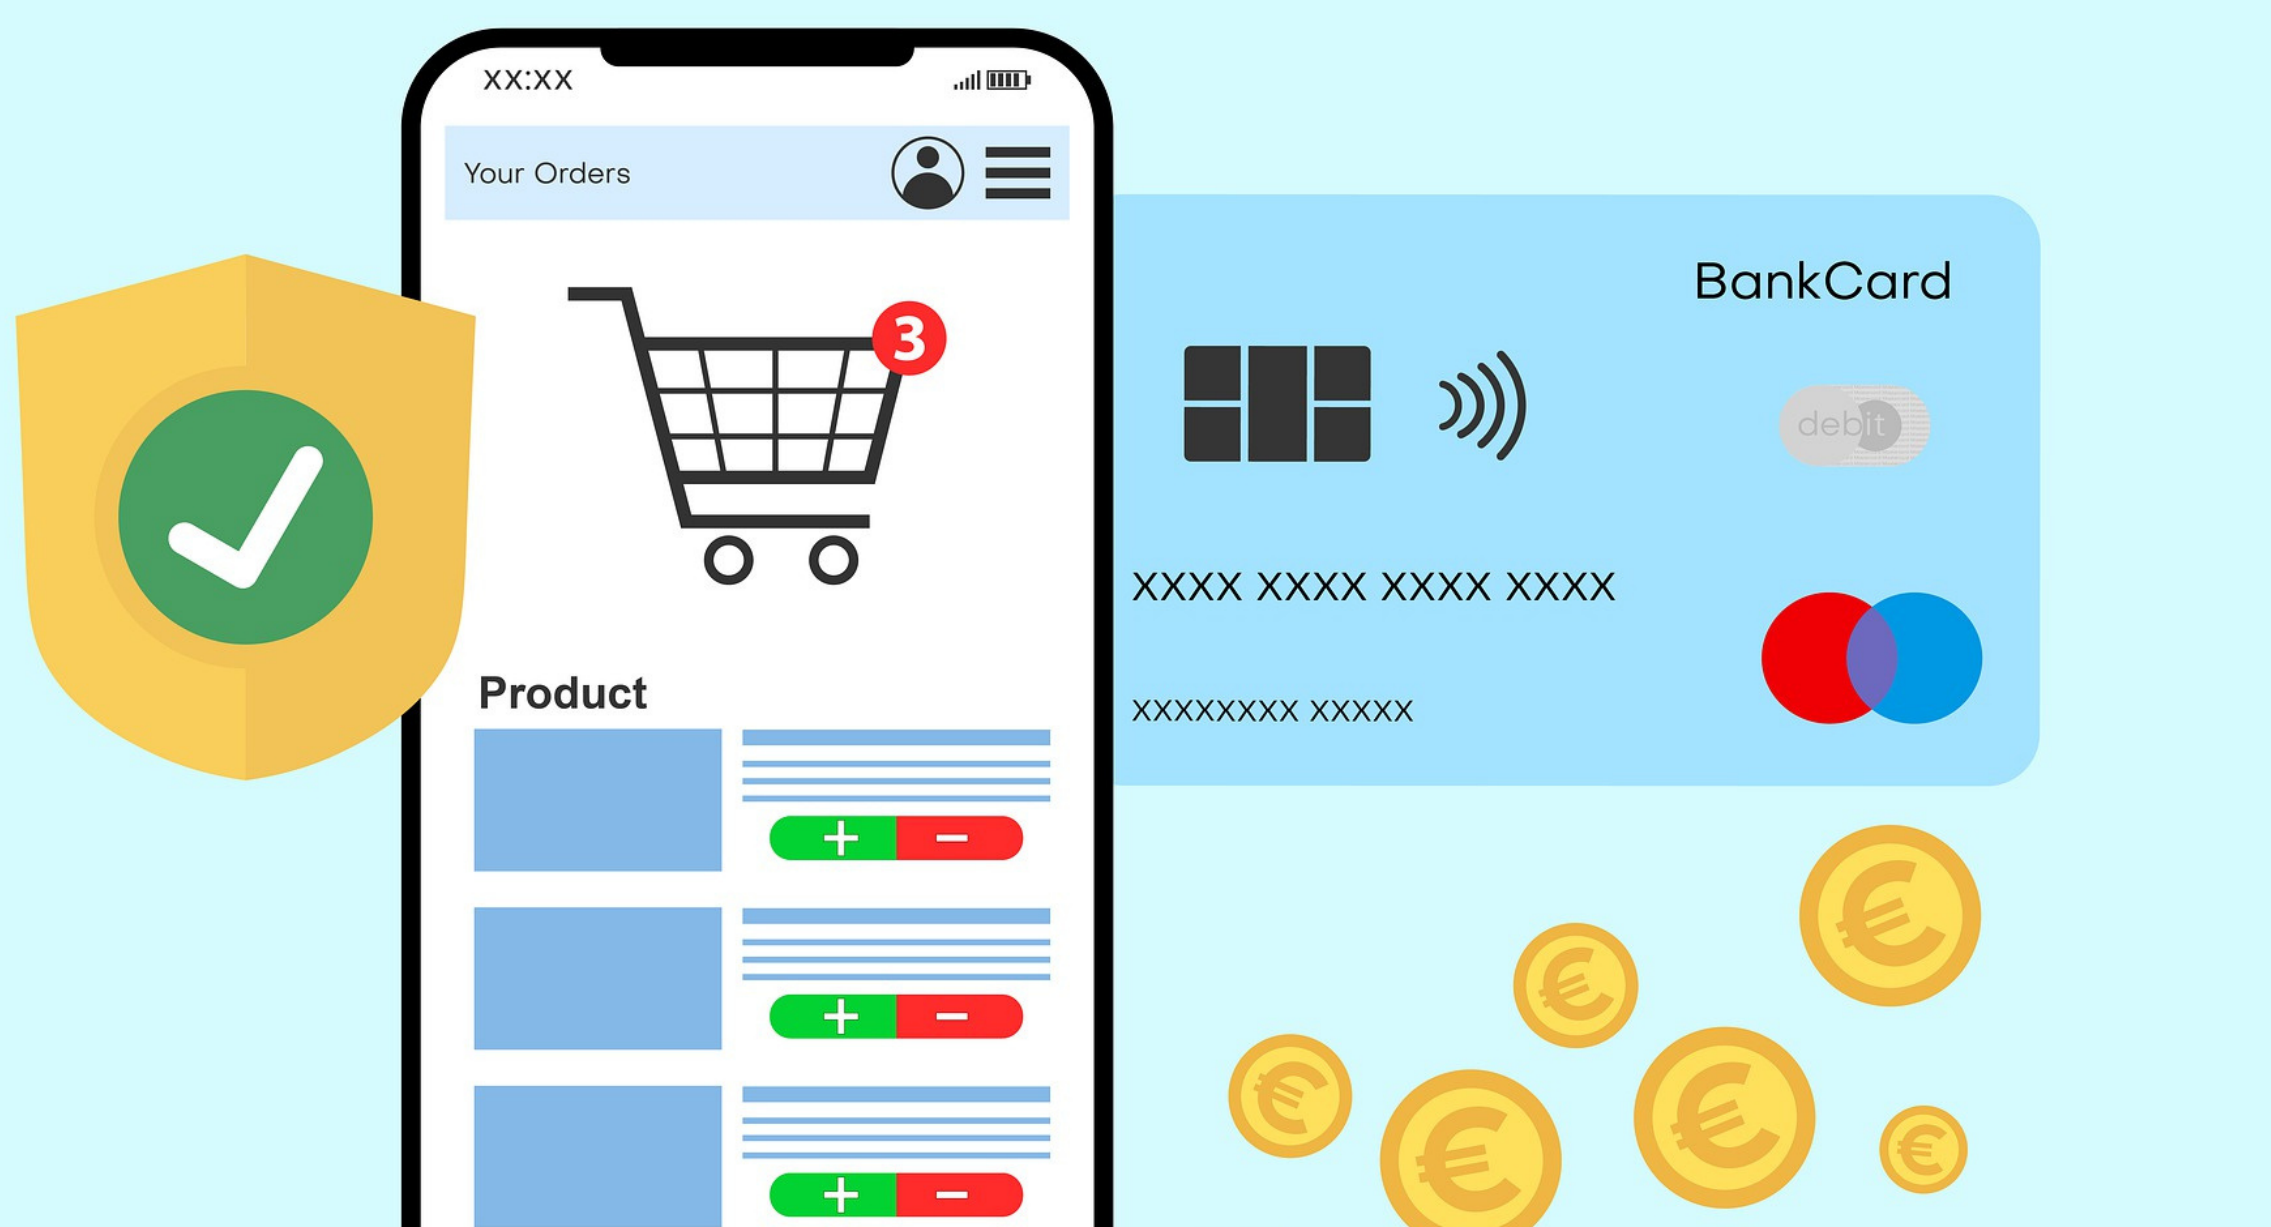 XX:XX
Your Orders
3
Product
+ −
+ −
+ −
BankCard
debit
XXXX XXXX XXXX XXXX
XXXXXXXX XXXXX
€
€
€
€
€
€